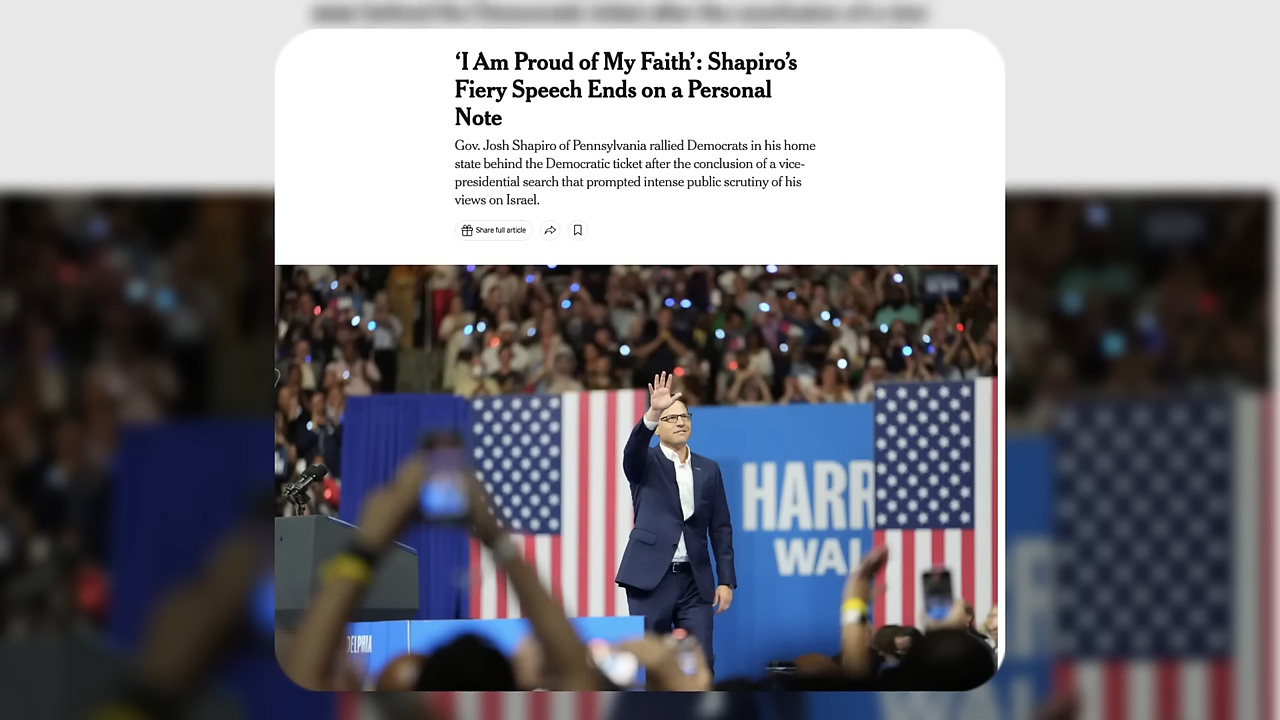 ‘I Am Proud of My Faith’: Shapiro’s
Fiery Speech Ends on a Personal
Note
Gov. Josh Shapiro of Pennsylvania rallied Democrats in his home
state behind the Democratic ticket after the conclusion of a vice-
presidential search that prompted intense public scrutiny of his
views on Israel.
Share full article
HARR
WAL
DELPHIA